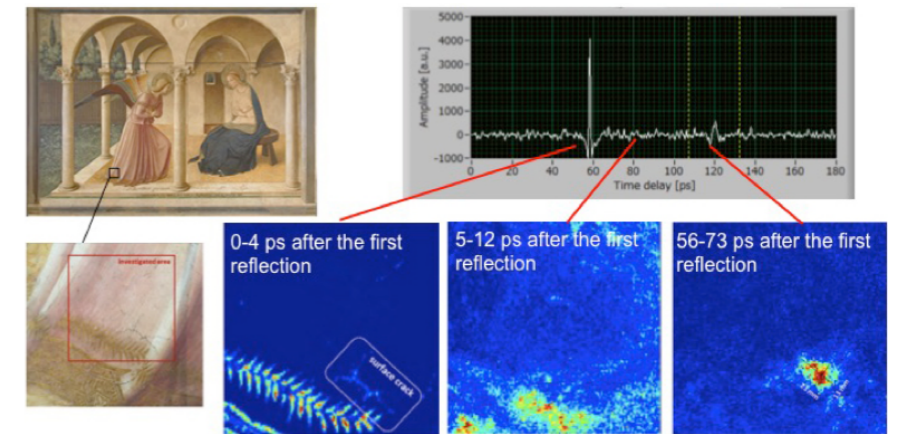 5000
4000
3000
2000
1000
0
-1000
Amplitude [a.u.]
0 20 40 60 80 100 120 140 160 180
Time delay [ps]
Investigated area
0-4 ps after the first
reflection
surface crack
5-12 ps after the first
reflection
56-73 ps after the first
reflection